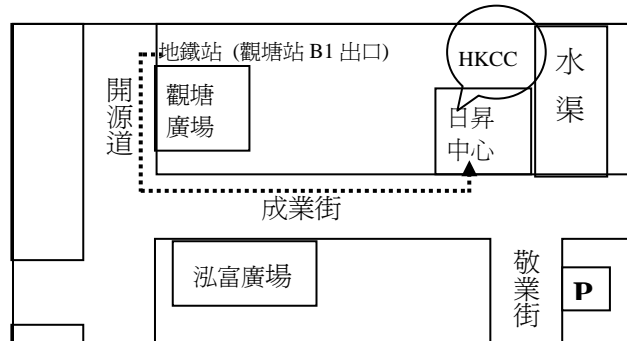 地鐵站 (觀塘站 B1 出口)
HKCC
水渠
開源道
觀塘
廣場
日昇
中心
成業街
泓富廣場
敬業街
P